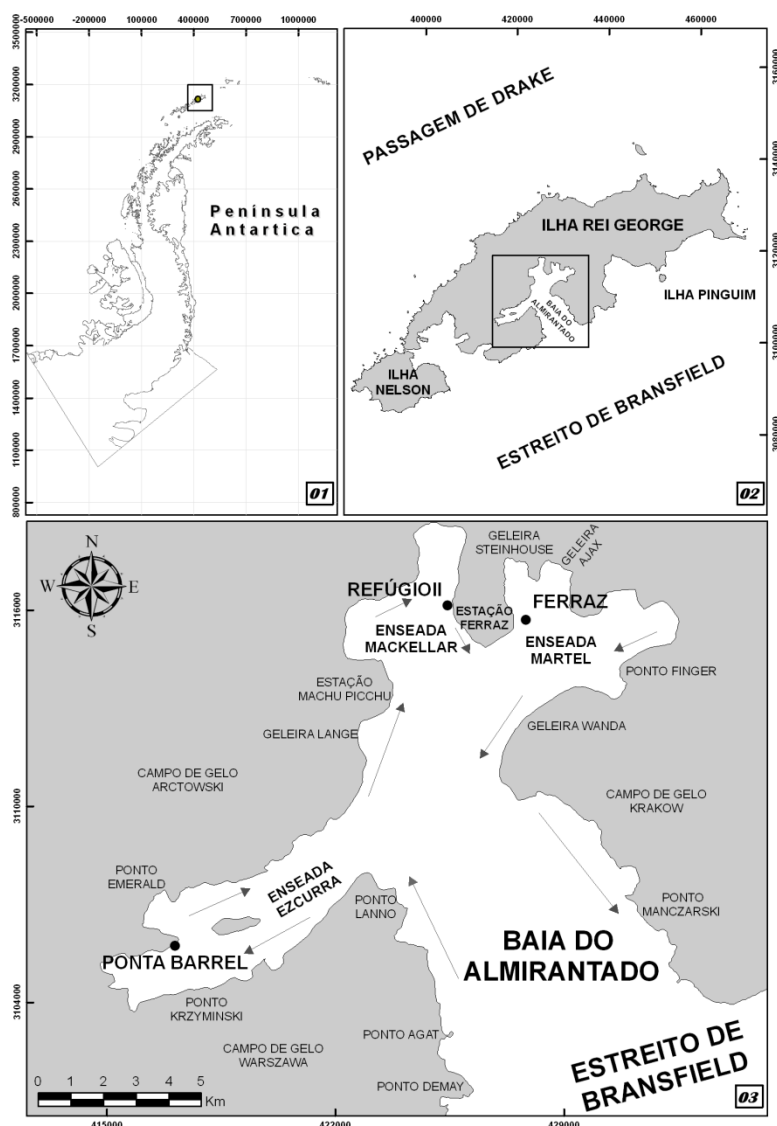 -500000 -200000 100000 400000 700000 1000000
3500000
3200000
2900000
2600000
2300000
2000000
1700000
1400000
1100000
800000
Península
Antartica
01
400000 420000 440000 460000
3160000
3140000
3120000
3100000
3080000
PASSAGEM DE DRAKE
ILHA REI GEORGE
ILHA PINGUIM
BAIA DO
ALMIRANTADO
ILHA
NELSON
ESTREITO DE BRANSFIELD
02
N
W E
S
GELEIRA
STEINHOUSE
GELEIRA
AJAX
REFÚGIOII
ESTAÇÃO
FERRAZ
FERRAZ
ENSEADA
MACKELLAR
ENSEADA
MARTEL
PONTO FINGER
ESTAÇÃO
MACHU PICCHU
GELEIRA LANGE
GELEIRA WANDA
CAMPO DE GELO
ARCTOWSKI
CAMPO DE GELO
KRAKOW
PONTO
EMERALD
ENSEADA
EZCURRA
PONTO
LANNO
PONTO
MANCZARSKI
PONTA BARREL
BAIA DO
ALMIRANTADO
PONTO
KRZYMINSKI
CAMPO DE GELO
WARSZAWA
PONTO AGAT
PONTO DEMAY
ESTREITO DE
BRANSFIELD
03
0 1 2 3 4 5
Km
3116000
3110000
3104000
415000 422000 429000